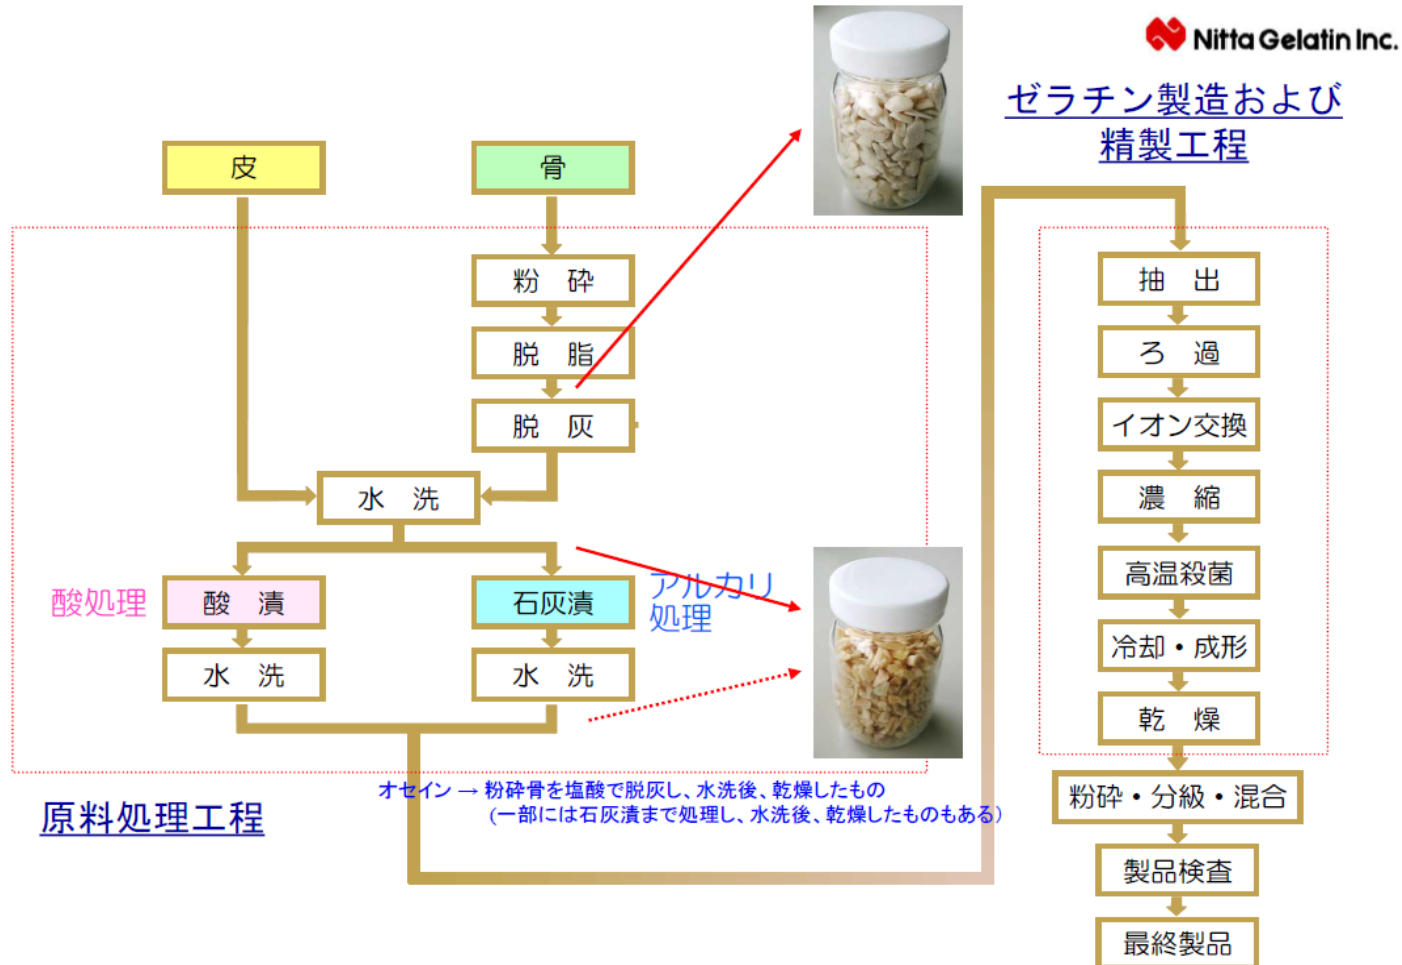 Nitta Gelatin Inc.
ゼラチン製造および
精製工程
皮
骨
粉 砕
脱 脂
脱 灰
水 洗
酸処理
酸 漬
石灰漬
アルカリ
処理
水 洗
水 洗
オセイン → 粉砕骨を塩酸で脱灰し、水洗後、乾燥したもの
(一部には石灰漬まで処理し、水洗後、乾燥したものもある)
原料処理工程
抽 出
ろ 過
イオン交換
濃 縮
高温殺菌
冷却・成形
乾 燥
粉砕・分級・混合
製品検査
最終製品